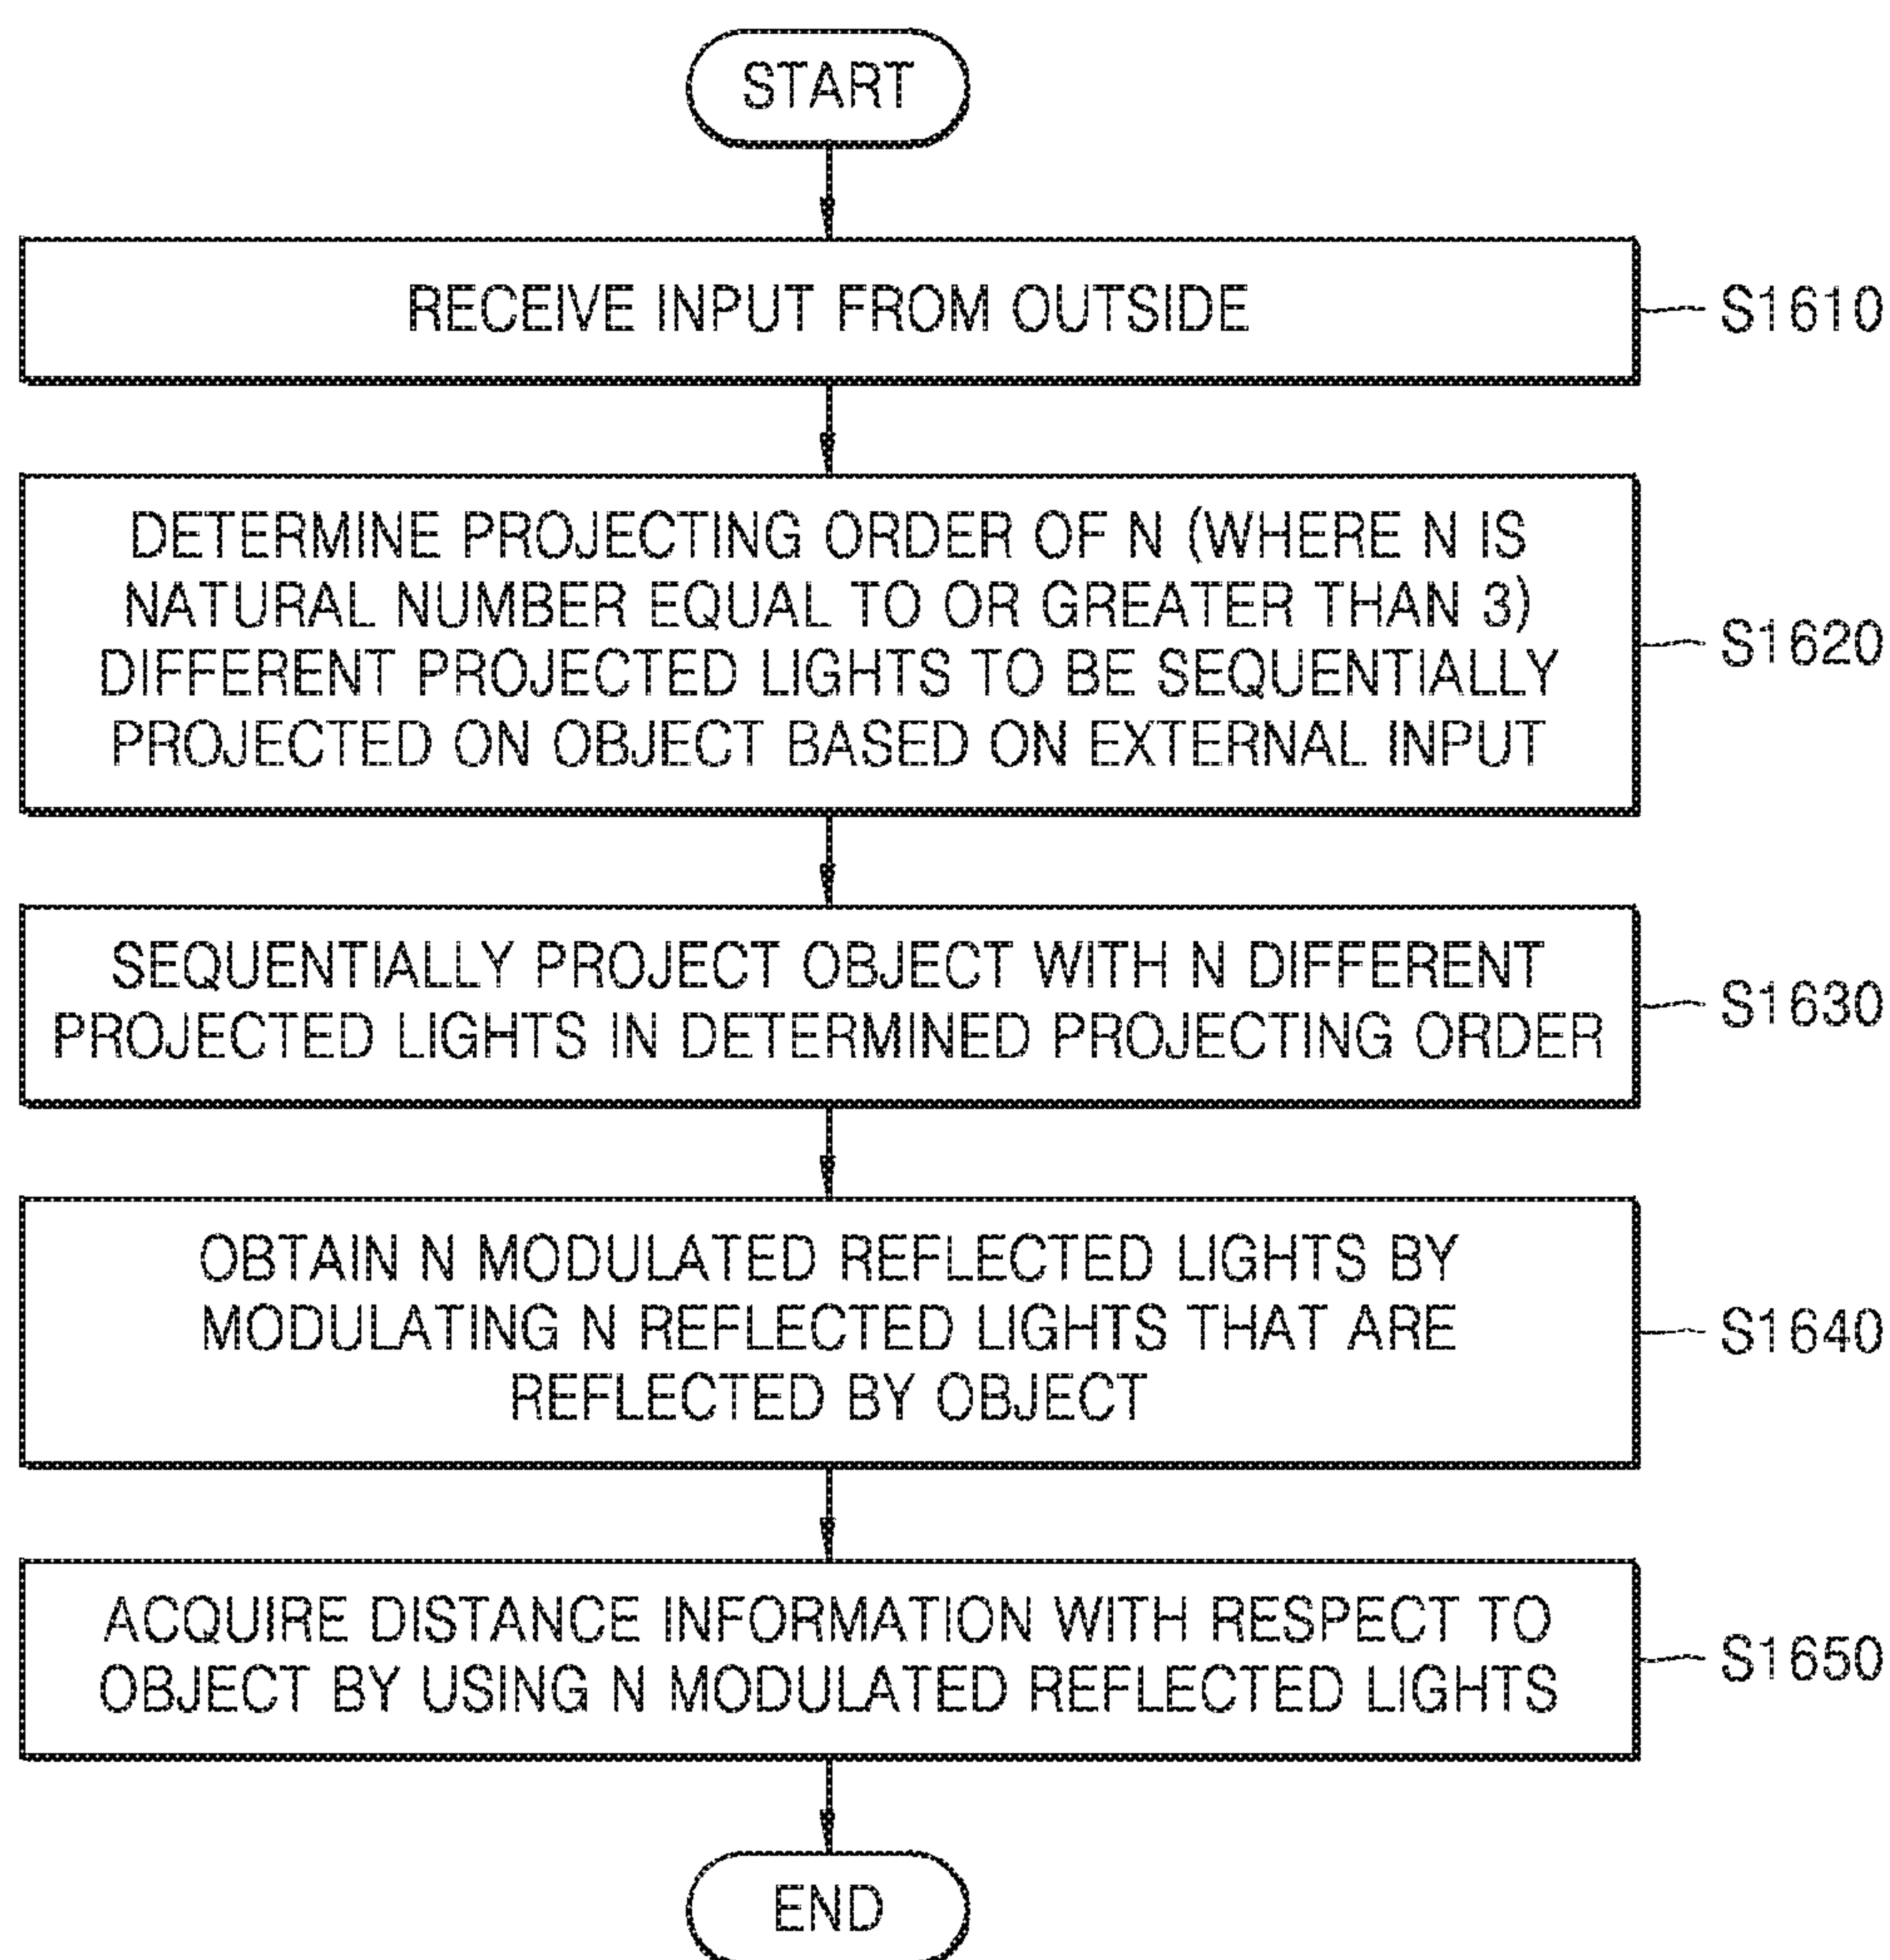 START
RECEIVE INPUT FROM OUTSIDE
S1610
DETERMINE PROJECTING ORDER OF N (WHERE N IS
NATURAL NUMBER EQUAL TO OR GREATER THAN 3)
DIFFERENT PROJECTED LIGHTS TO BE SEQUENTIALLY
PROJECTED ON OBJECT BASED ON EXTERNAL INPUT
S1620
SEQUENTIALLY PROJECT OBJECT WITH N DIFFERENT
PROJECTED LIGHTS IN DETERMINED PROJECTING ORDER
S1630
OBTAIN N MODULATED REFLECTED LIGHTS BY
MODULATING N REFLECTED LIGHTS THAT ARE
REFLECTED BY OBJECT
S1640
ACQUIRE DISTANCE INFORMATION WITH RESPECT TO
OBJECT BY USING N MODULATED REFLECTED LIGHTS
S1650
END